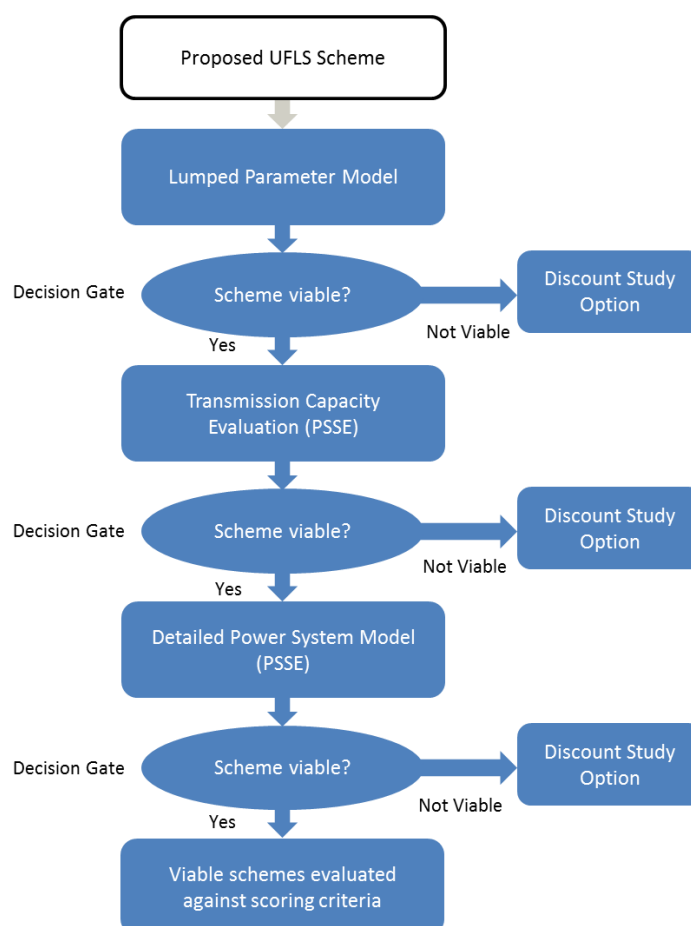 Proposed UFLS Scheme
Lumped Parameter Model
Decision Gate
Scheme viable?
Discount Study
Option
Not Viable
Yes
Transmission Capacity
Evaluation (PSSE)
Decision Gate
Scheme viable?
Discount Study
Option
Not Viable
Yes
Detailed Power System Model
(PSSE)
Decision Gate
Scheme viable?
Discount Study
Option
Not Viable
Yes
Viable schemes evaluated
against scoring criteria